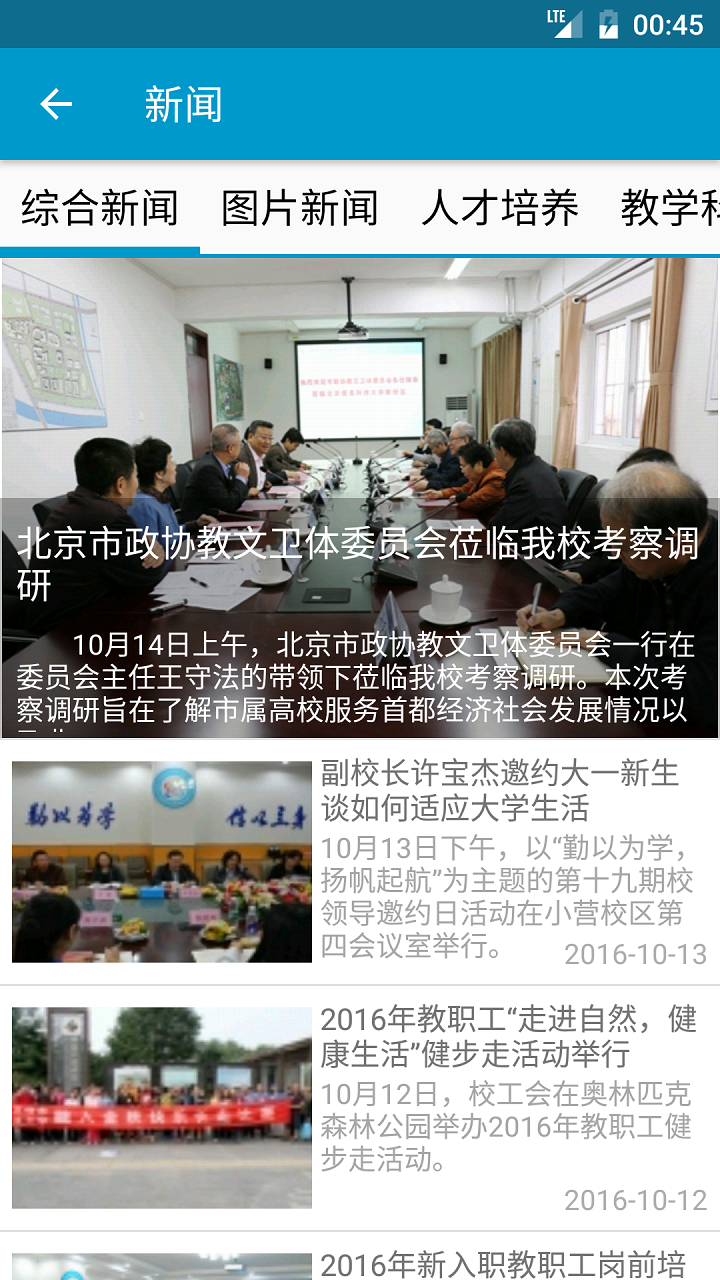 LTE 00:45
新闻
综合新闻 图片新闻 人才培养 教学科
北京市政协教文卫体委员会莅临我校考察调
研
10月14日上午，北京市政协教文卫体委员会一行在
委员会主任王守法的带领下莅临我校考察调研。本次考
察调研旨在了解市属高校服务首都经济社会发展情况以
副校长许宝杰邀约大一新生
谈如何适应大学生活
10月13日下午，以“勤以为学，
扬帆起航”为主题的第十九期校
领导邀约日活动在小营校区第
四会议室举行。
2016-10-13
勤以为学 信以立身
2016年教职工“走进自然，健
康生活”健步走活动举行
10月12日，校工会在奥林匹克
森林公园举办2016年教职工健
步走活动。
2016-10-12
2016年新入职教职工岗前培